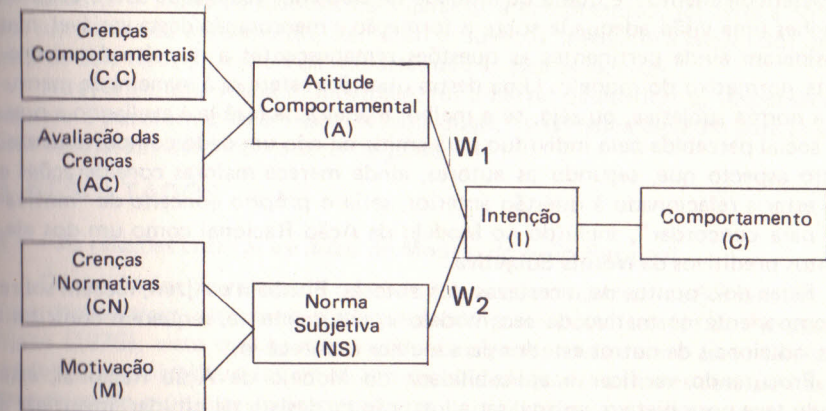 Crenças
Comportamentais
(C.C)
Avaliação das
Crenças
(AC)
Atitude
Comportamental
(A)
W1
Intenção
(I)
Comportamento
(C)
Crenças
Normativas
(CN)
Norma
Subjetiva
(NS)
W2
Motivação
(M)